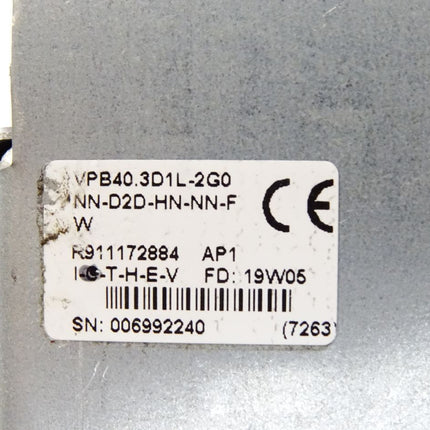 VPB40.3D1L-2G0
NN-D2D-HN-NN-F
W
CE
R911172884 AP1
T-H-E-V FD: 19W05
SN: 006992240 (7263